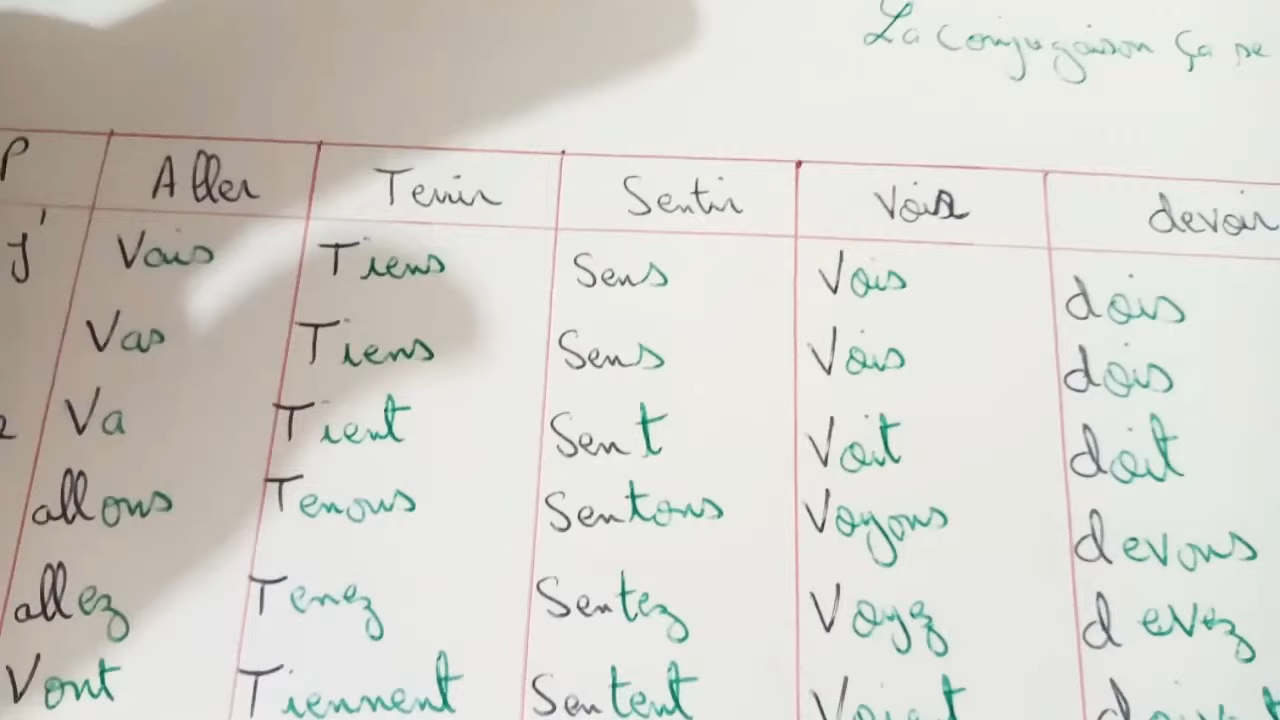 La conjugaison ça se
P Aller Tenir Sentir Voir devoir
J' Vais Tiens Sens Vois dois
Vas Tiens Sens Vois dois
Va Tient Sent Voit doit
allons Tenons Sentons Voyons devons
allez Tenez Sentez Voyez devez
Vont Tiennent Sentent